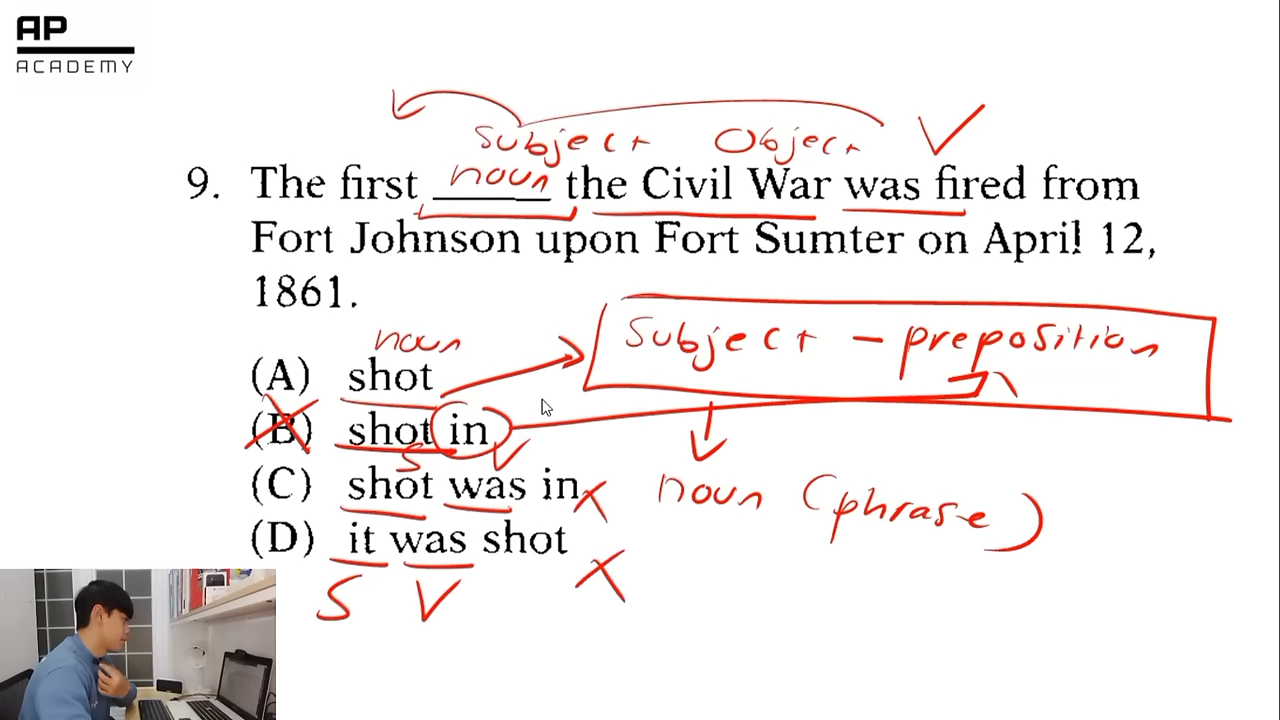 AP
ACADEMY
Subject Object
9. The first noun the Civil War was fired from
Fort Johnson upon Fort Sumter on April 12,
1861.
noun
Subject - preposition
(A) shot
(B) shot in
S V
(C) shot was in
noun (phrase)
(D) it was shot
S V